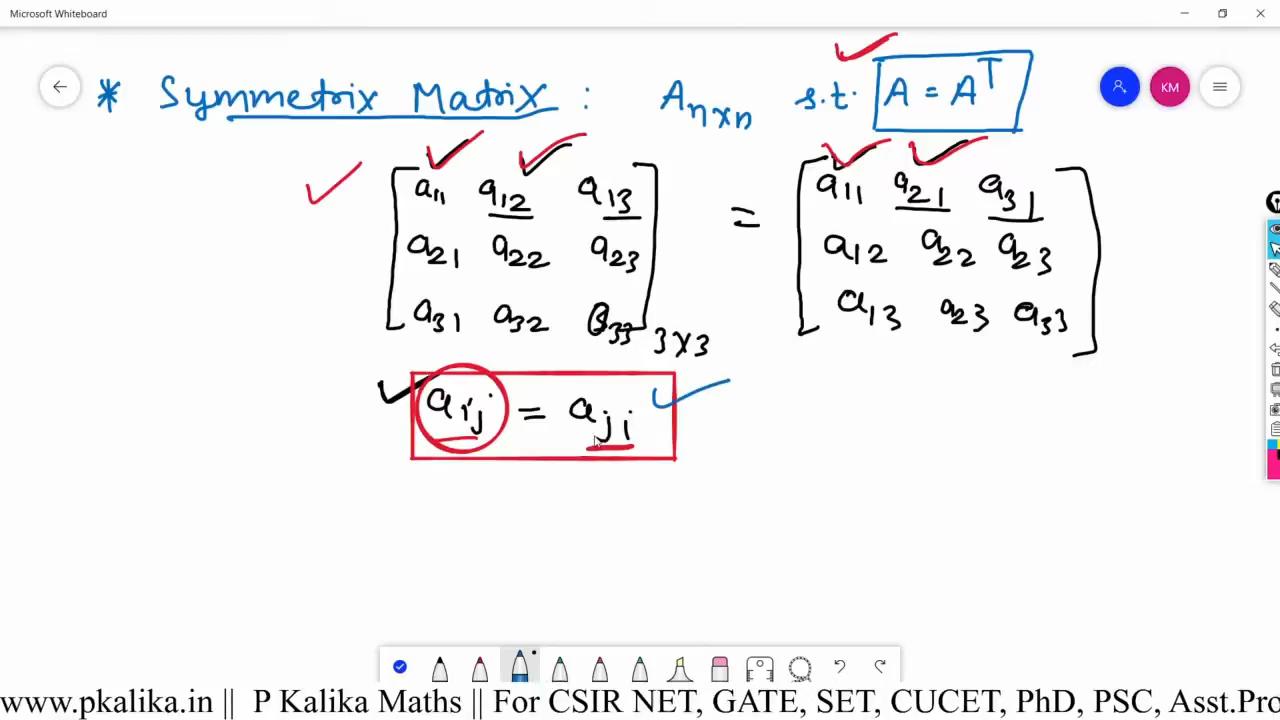 Microsoft Whiteboard
* Symmetrix Matrix : A n×n s.t. A = A^T
KM
a11 a12 a13
a21 a22 a23
a31 a32 a33 3×3
=
a11 a21 a31
a12 a22 a23
a13 a23 a33
aij = aji
www.pkalika.in || P Kalika Maths || For CSIR NET, GATE, SET, CUCET, PhD, PSC, Asst.Pro